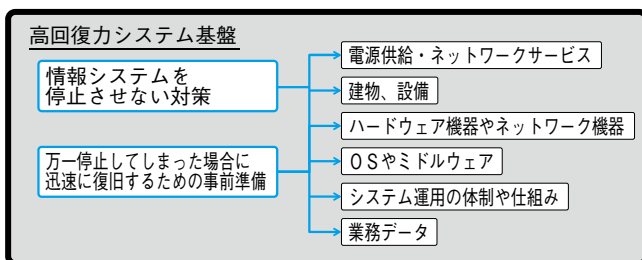 高回復力システム基盤
情報システムを
停止させない対策
万一停止してしまった場合に
迅速に復旧するための事前準備
電源供給・ネットワークサービス
建物、設備
ハードウェア機器やネットワーク機器
ＯＳやミドルウェア
システム運用の体制や仕組み
業務データ